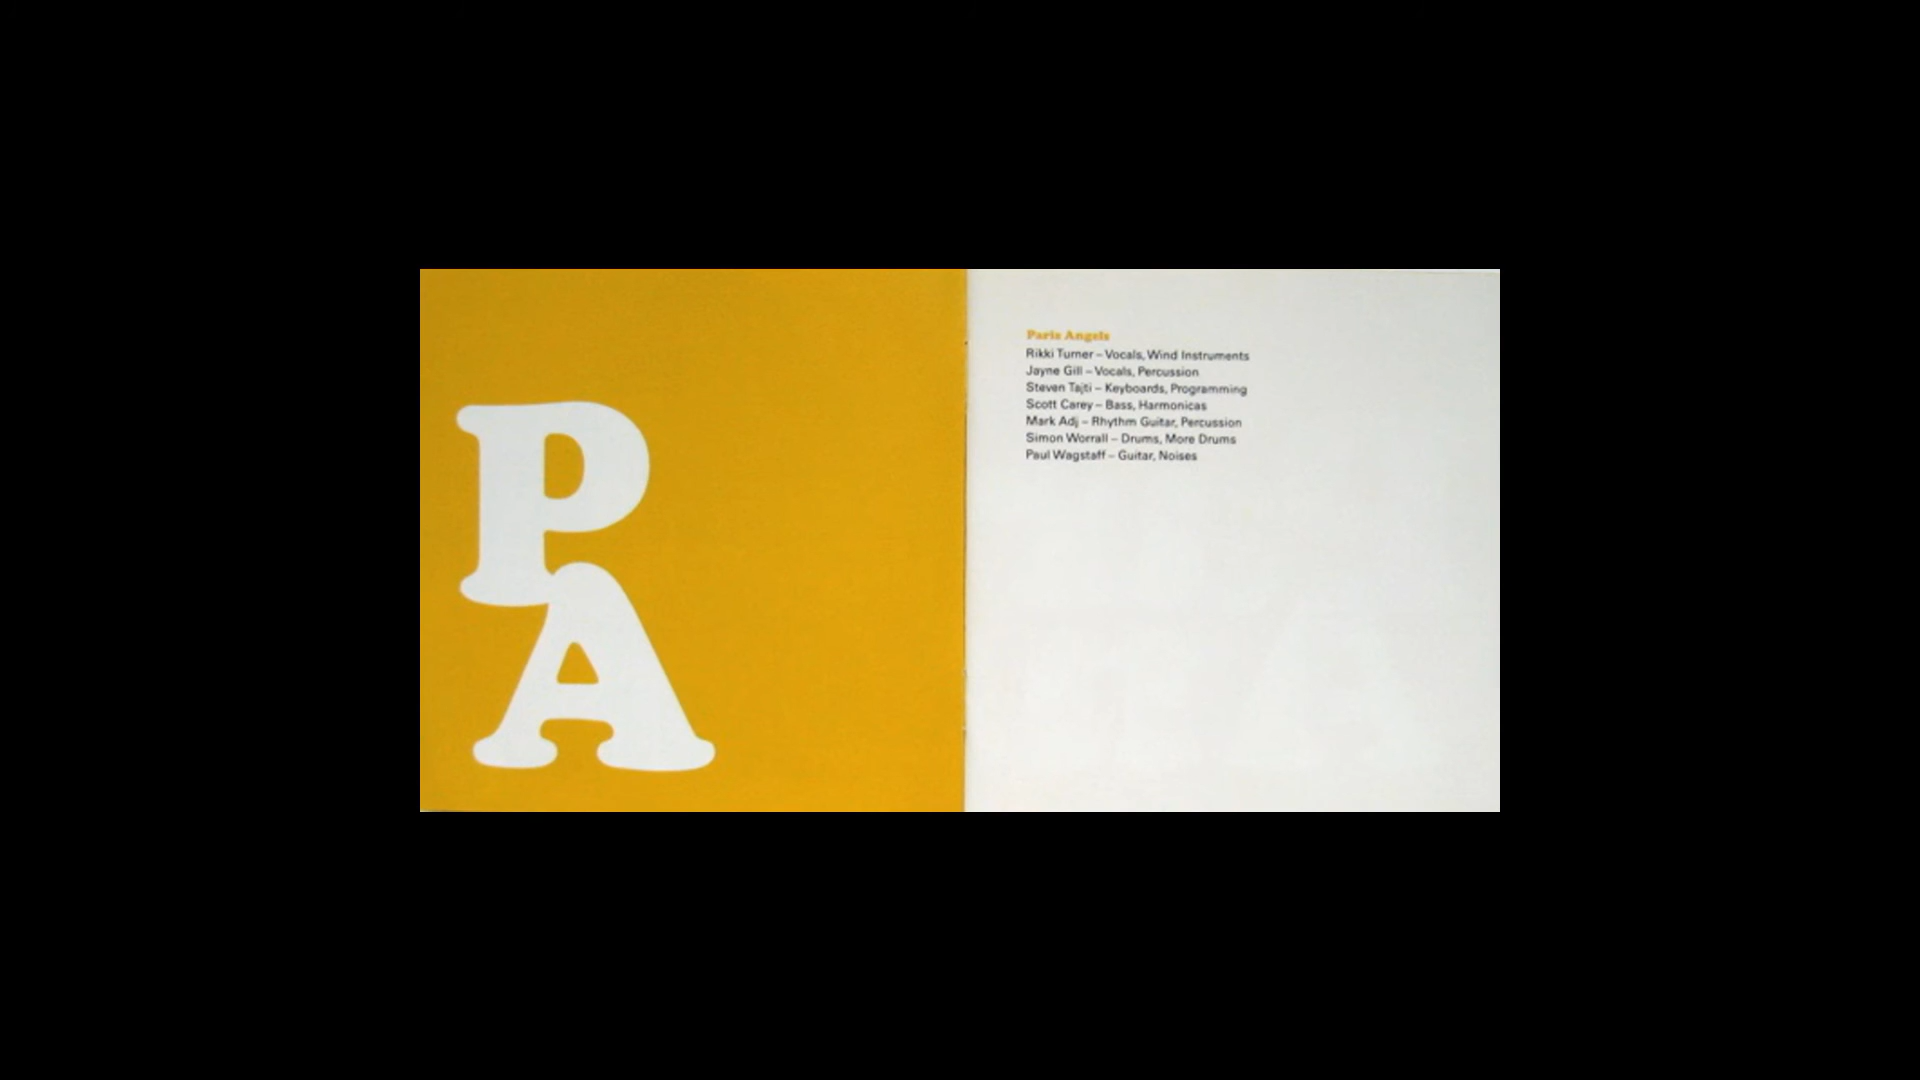 P
A
Paris Angels
Rikki Turner – Vocals, Wind Instruments
Jayne Gill – Vocals, Percussion
Steven Tajti – Keyboards, Programming
Scott Carey – Bass, Harmonicas
Mark Adj – Rhythm Guitar, Percussion
Simon Worrall – Drums, More Drums
Paul Wagstaff – Guitar, Noises